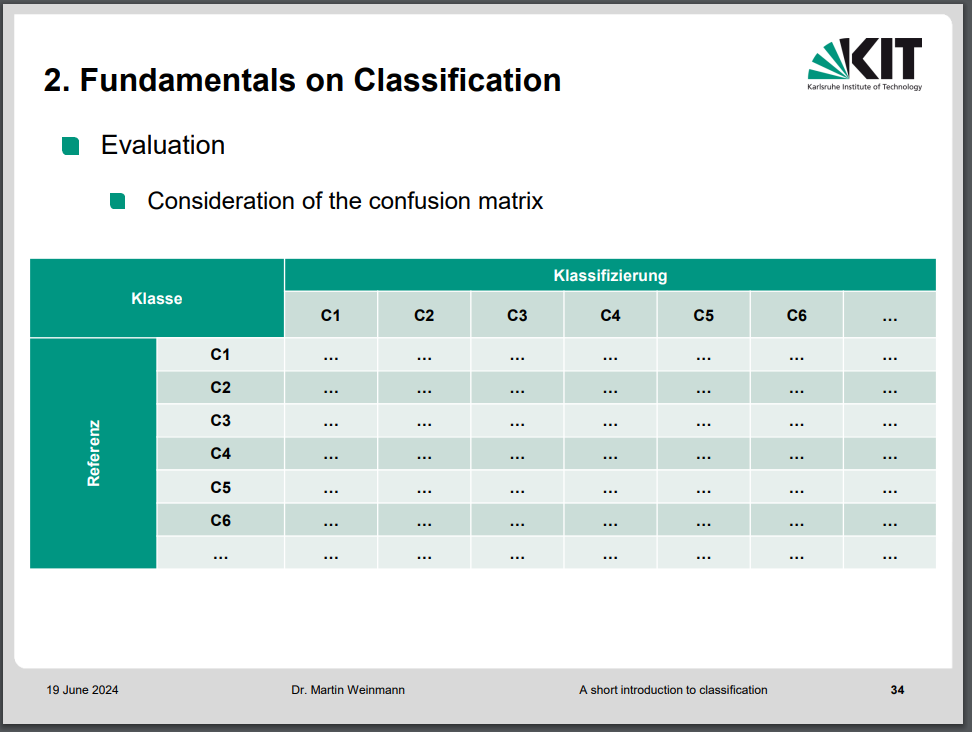 KIT
Karlsruhe Institute of Technology
2. Fundamentals on Classification
Evaluation
Consideration of the confusion matrix
Klasse
Klassifizierung
C1 C2 C3 C4 C5 C6 ...
Referenz
C1 ... ... ... ... ... ... ...
C2 ... ... ... ... ... ... ...
C3 ... ... ... ... ... ... ...
C4 ... ... ... ... ... ... ...
C5 ... ... ... ... ... ... ...
C6 ... ... ... ... ... ... ...
... ... ... ... ... ... ... ...
19 June 2024 Dr. Martin Weinmann A short introduction to classification 34